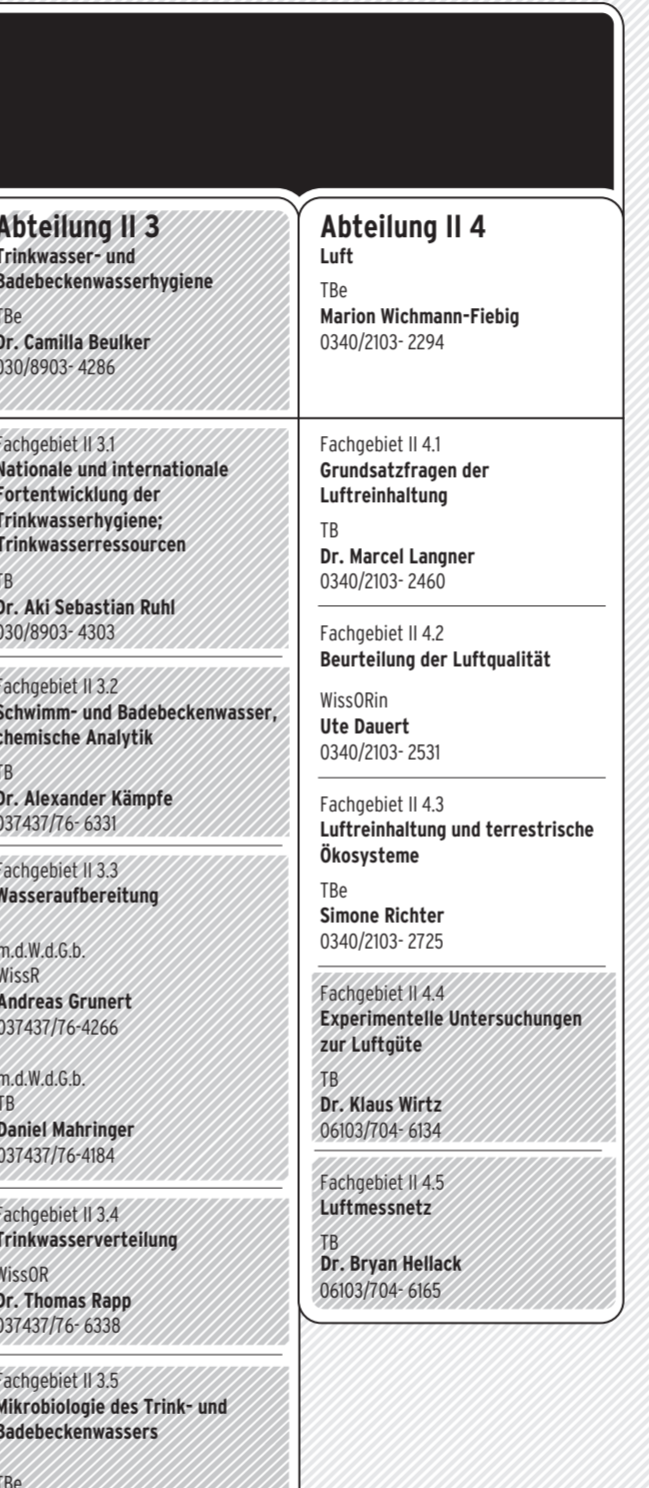 Abteilung II 3
Trinkwasser- und
Badebeckenwasserhygiene
TBe
Dr. Camilla Beulker
030/8903- 4286
Fachgebiet II 3.1
Nationale und internationale
Fortentwicklung der
Trinkwasserhygiene;
Trinkwasserressourcen
TB
Dr. Aki Sebastian Ruhl
030/8903- 4303
Fachgebiet II 3.2
Schwimm- und Badebeckenwasser,
chemische Analytik
TB
Dr. Alexander Kämpfe
037437/76- 6331
Fachgebiet II 3.3
Wasseraufbereitung
m.d.W.d.G.b.
WissR
Andreas Grunert
037437/76-4266
m.d.W.d.G.b.
TB
Daniel Mahringer
037437/76-4184
Fachgebiet II 3.4
Trinkwasserverteilung
WissOR
Dr. Thomas Rapp
037437/76- 6338
Fachgebiet II 3.5
Mikrobiologie des Trink- und
Badebeckenwassers
TBe
Abteilung II 4
Luft
TBe
Marion Wichmann-Fiebig
0340/2103- 2294
Fachgebiet II 4.1
Grundsatzfragen der
Luftreinhaltung
TB
Dr. Marcel Langner
0340/2103- 2460
Fachgebiet II 4.2
Beurteilung der Luftqualität
WissORin
Ute Dauert
0340/2103- 2531
Fachgebiet II 4.3
Luftreinhaltung und terrestrische
Ökosysteme
TBe
Simone Richter
0340/2103- 2725
Fachgebiet II 4.4
Experimentelle Untersuchungen
zur Luftgüte
TB
Dr. Klaus Wirtz
06103/704- 6134
Fachgebiet II 4.5
Luftmessnetz
TB
Dr. Bryan Hellack
06103/704- 6165